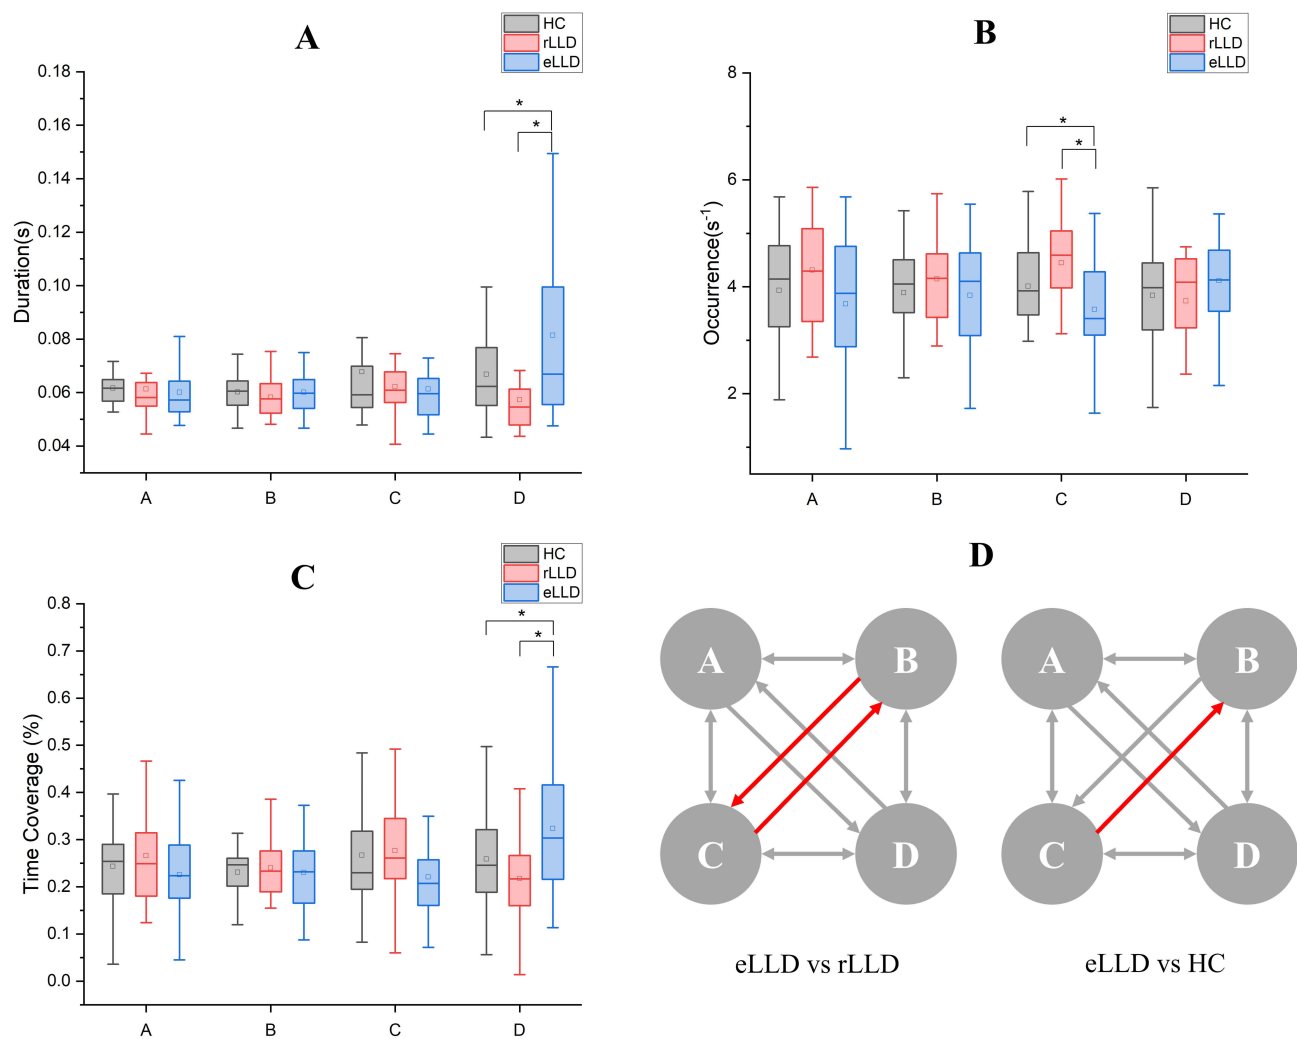 A
HC
rLLD
eLLD
0.18
0.16
0.14
0.12
0.10
0.08
0.06
0.04
Duration(s)
* 
*
A B C D
B
HC
rLLD
eLLD
8
6
4
2
Occurrence(s⁻¹)
*
*
A B C D
C
HC
rLLD
eLLD
0.8
0.7
0.6
0.5
0.4
0.3
0.2
0.1
0.0
Time Coverage (%)
*
*
A B C D
D
A B
C D
eLLD vs rLLD
A B
C D
eLLD vs HC